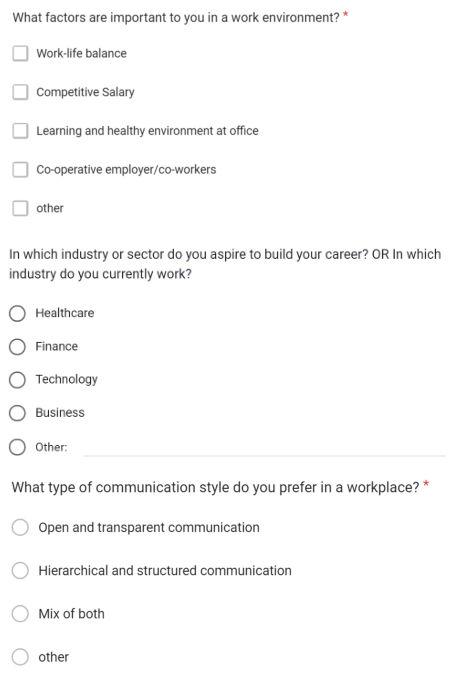 What factors are important to you in a work environment? *
Work-life balance
Competitive Salary
Learning and healthy environment at office
Co-operative employer/co-workers
other
In which industry or sector do you aspire to build your career? OR In which
industry do you currently work?
Healthcare
Finance
Technology
Business
Other:
What type of communication style do you prefer in a workplace? *
Open and transparent communication
Hierarchical and structured communication
Mix of both
other